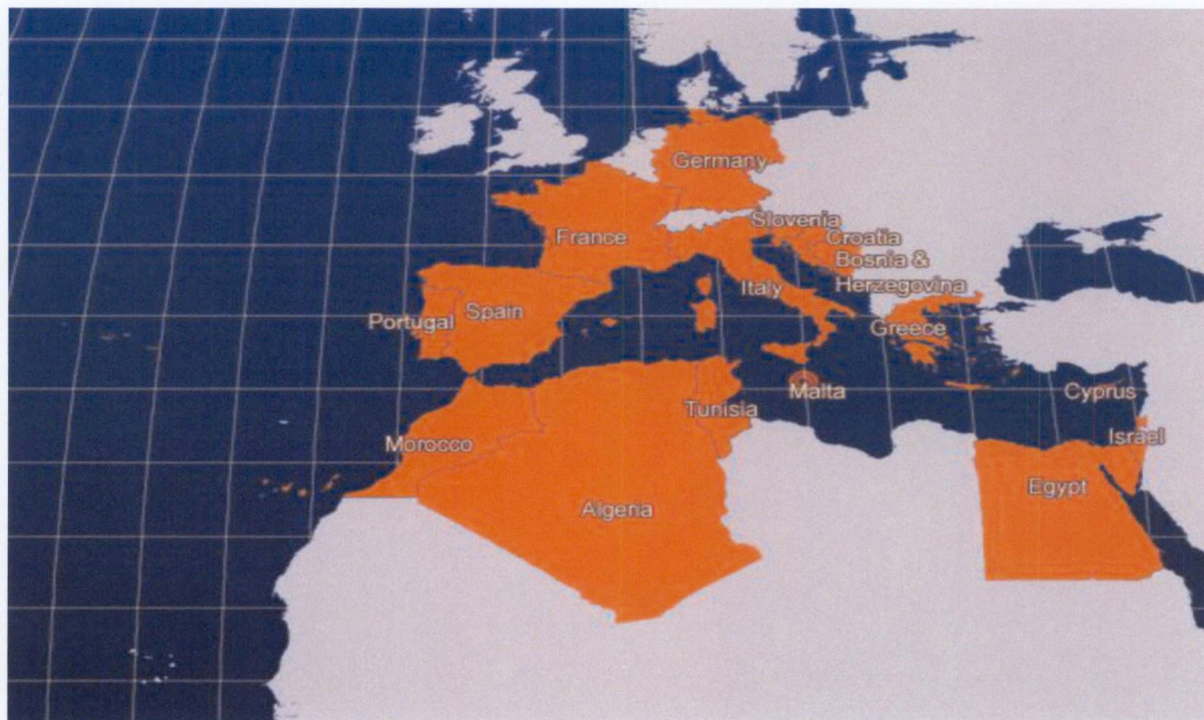 Germany
Slovenia
France
Croatia
Bosnia &
Herzegovina
Italy
Spain
Portugal
Greece
Malta
Cyprus
Tunisia
Israel
Morocco
Egypt
Algeria